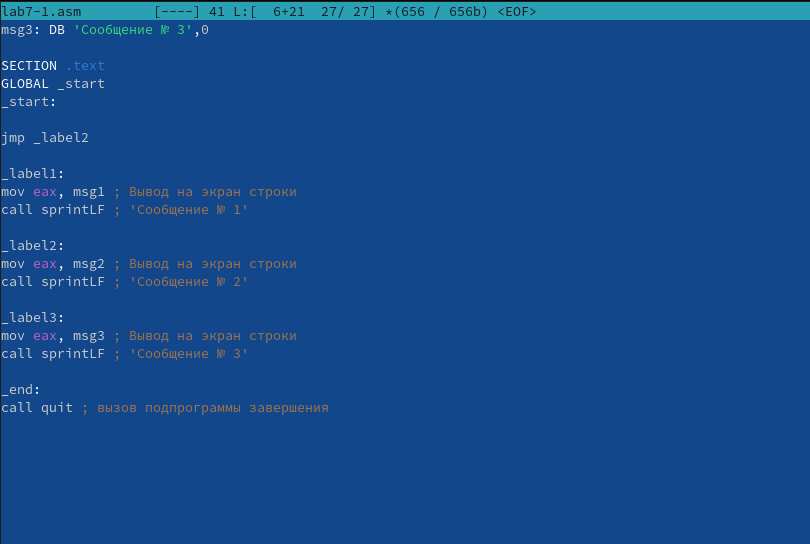 lab7-1.asm [----] 41 L:[ 6+21 27/ 27] *(656 / 656b) <EOF>
msg3: DB 'Сообщение № 3',0
SECTION .text
GLOBAL _start
_start:
jmp _label2
_label1:
mov eax, msg1 ; Вывод на экран строки
call sprintLF ; 'Сообщение № 1'
_label2:
mov eax, msg2 ; Вывод на экран строки
call sprintLF ; 'Сообщение № 2'
_label3:
mov eax, msg3 ; Вывод на экран строки
call sprintLF ; 'Сообщение № 3'
_end:
call quit ; вызов подпрограммы завершения